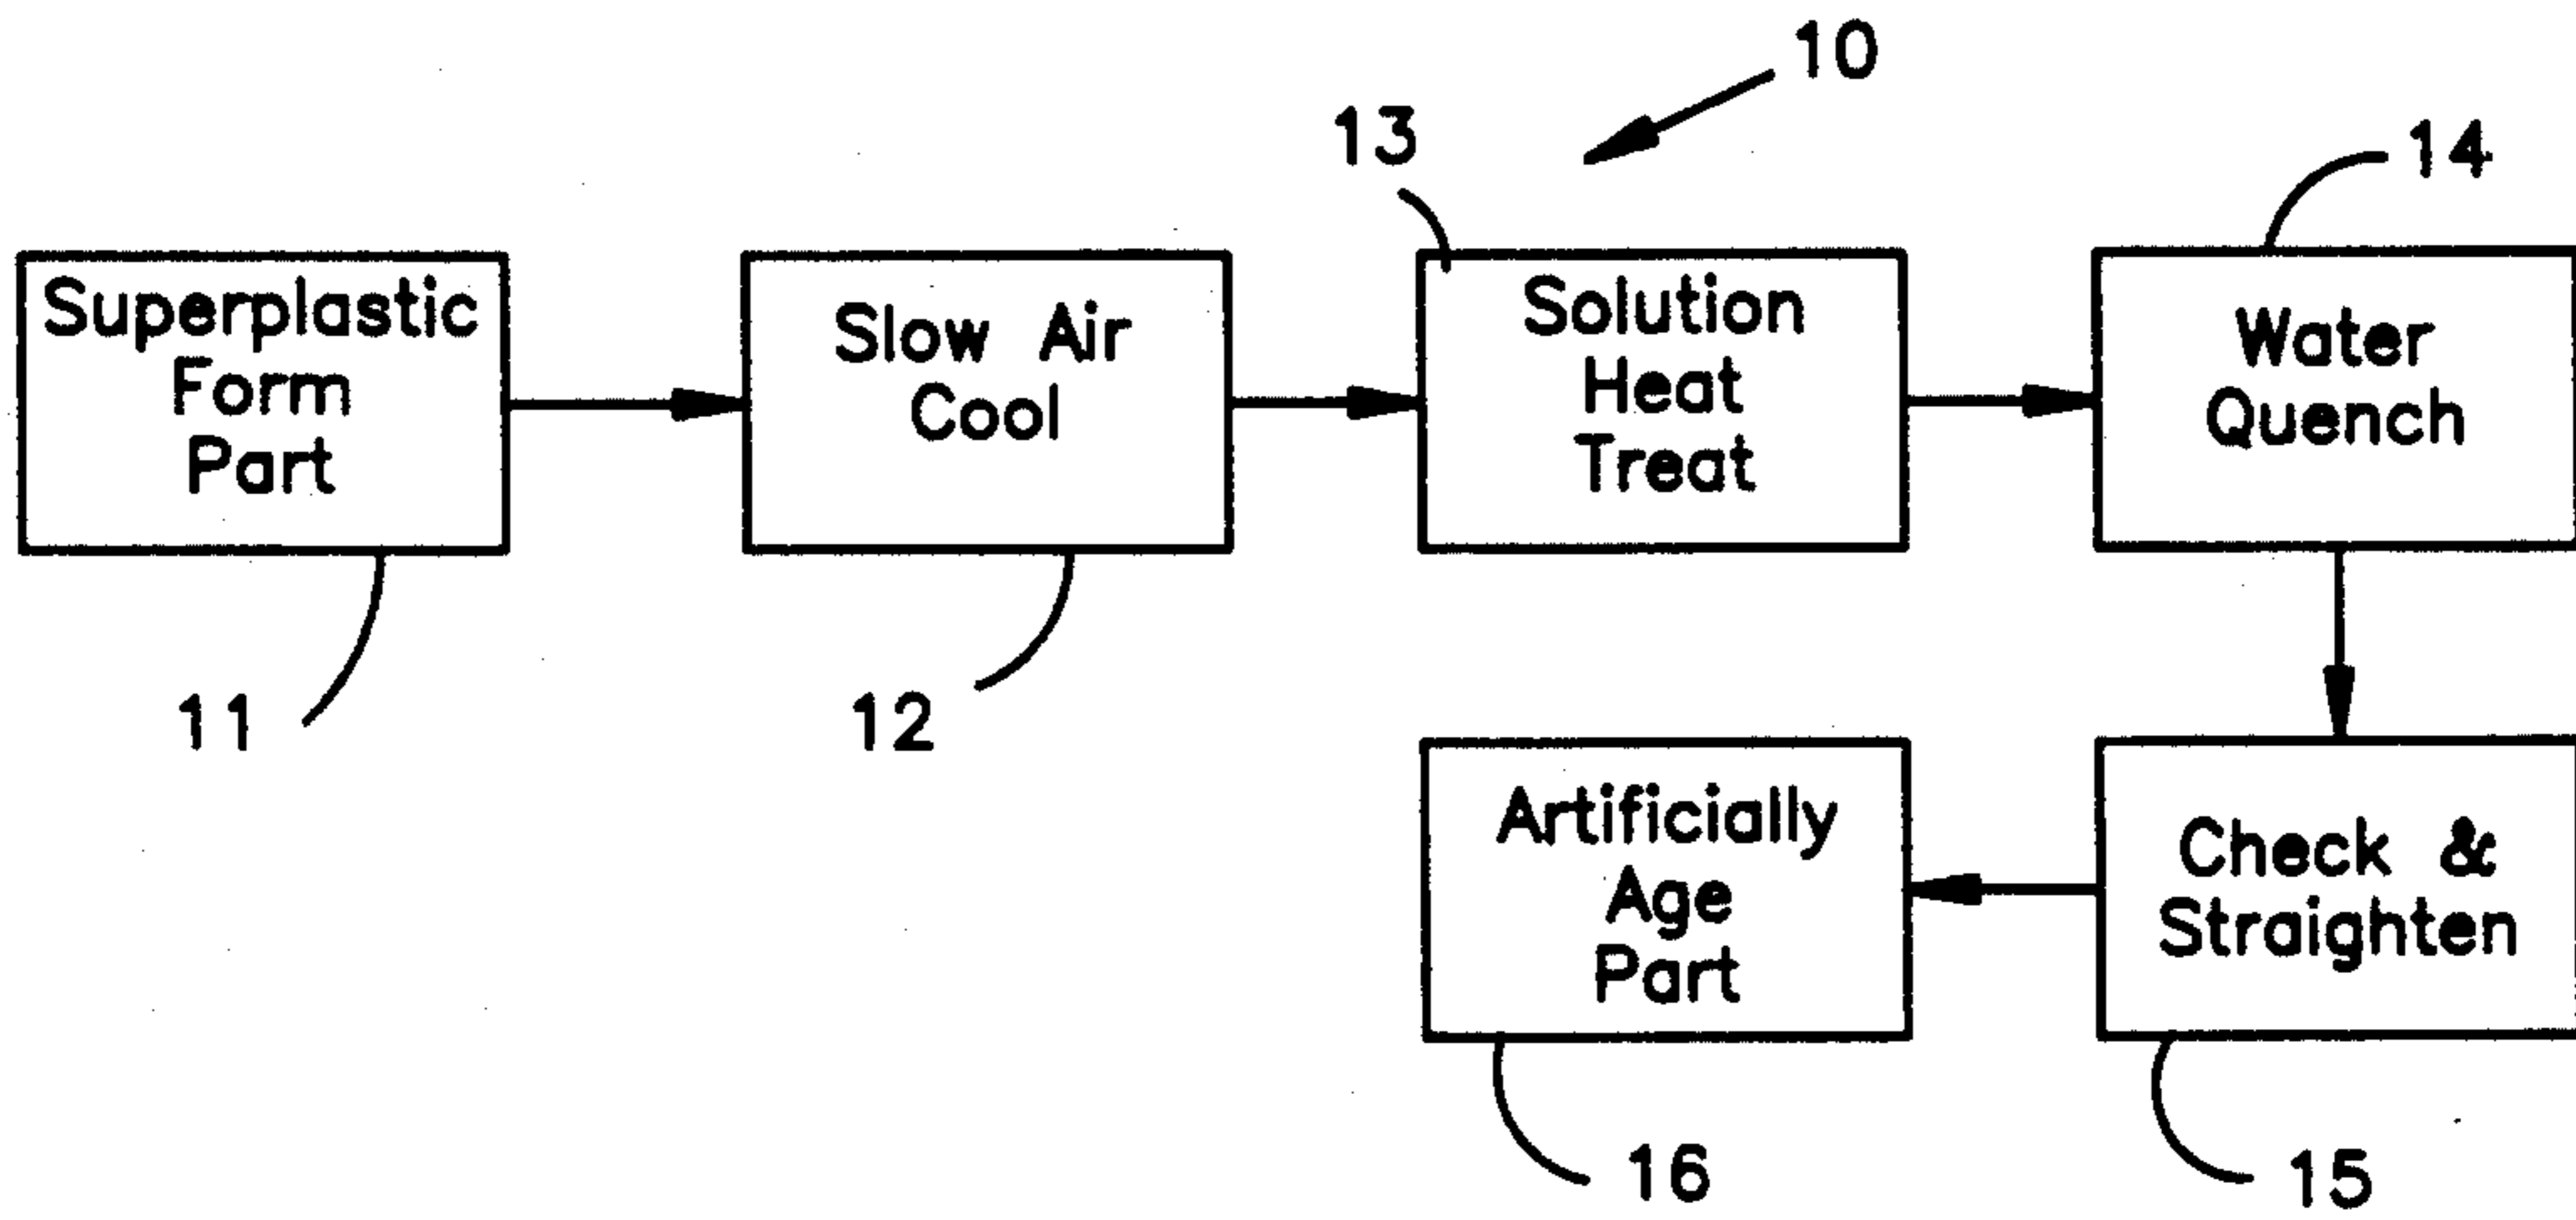 10
13
14
Superplastic
Form
Part
Slow Air
Cool
Solution
Heat
Treat
Water
Quench
11
12
Artificially
Age
Part
Check &
Straighten
16
15